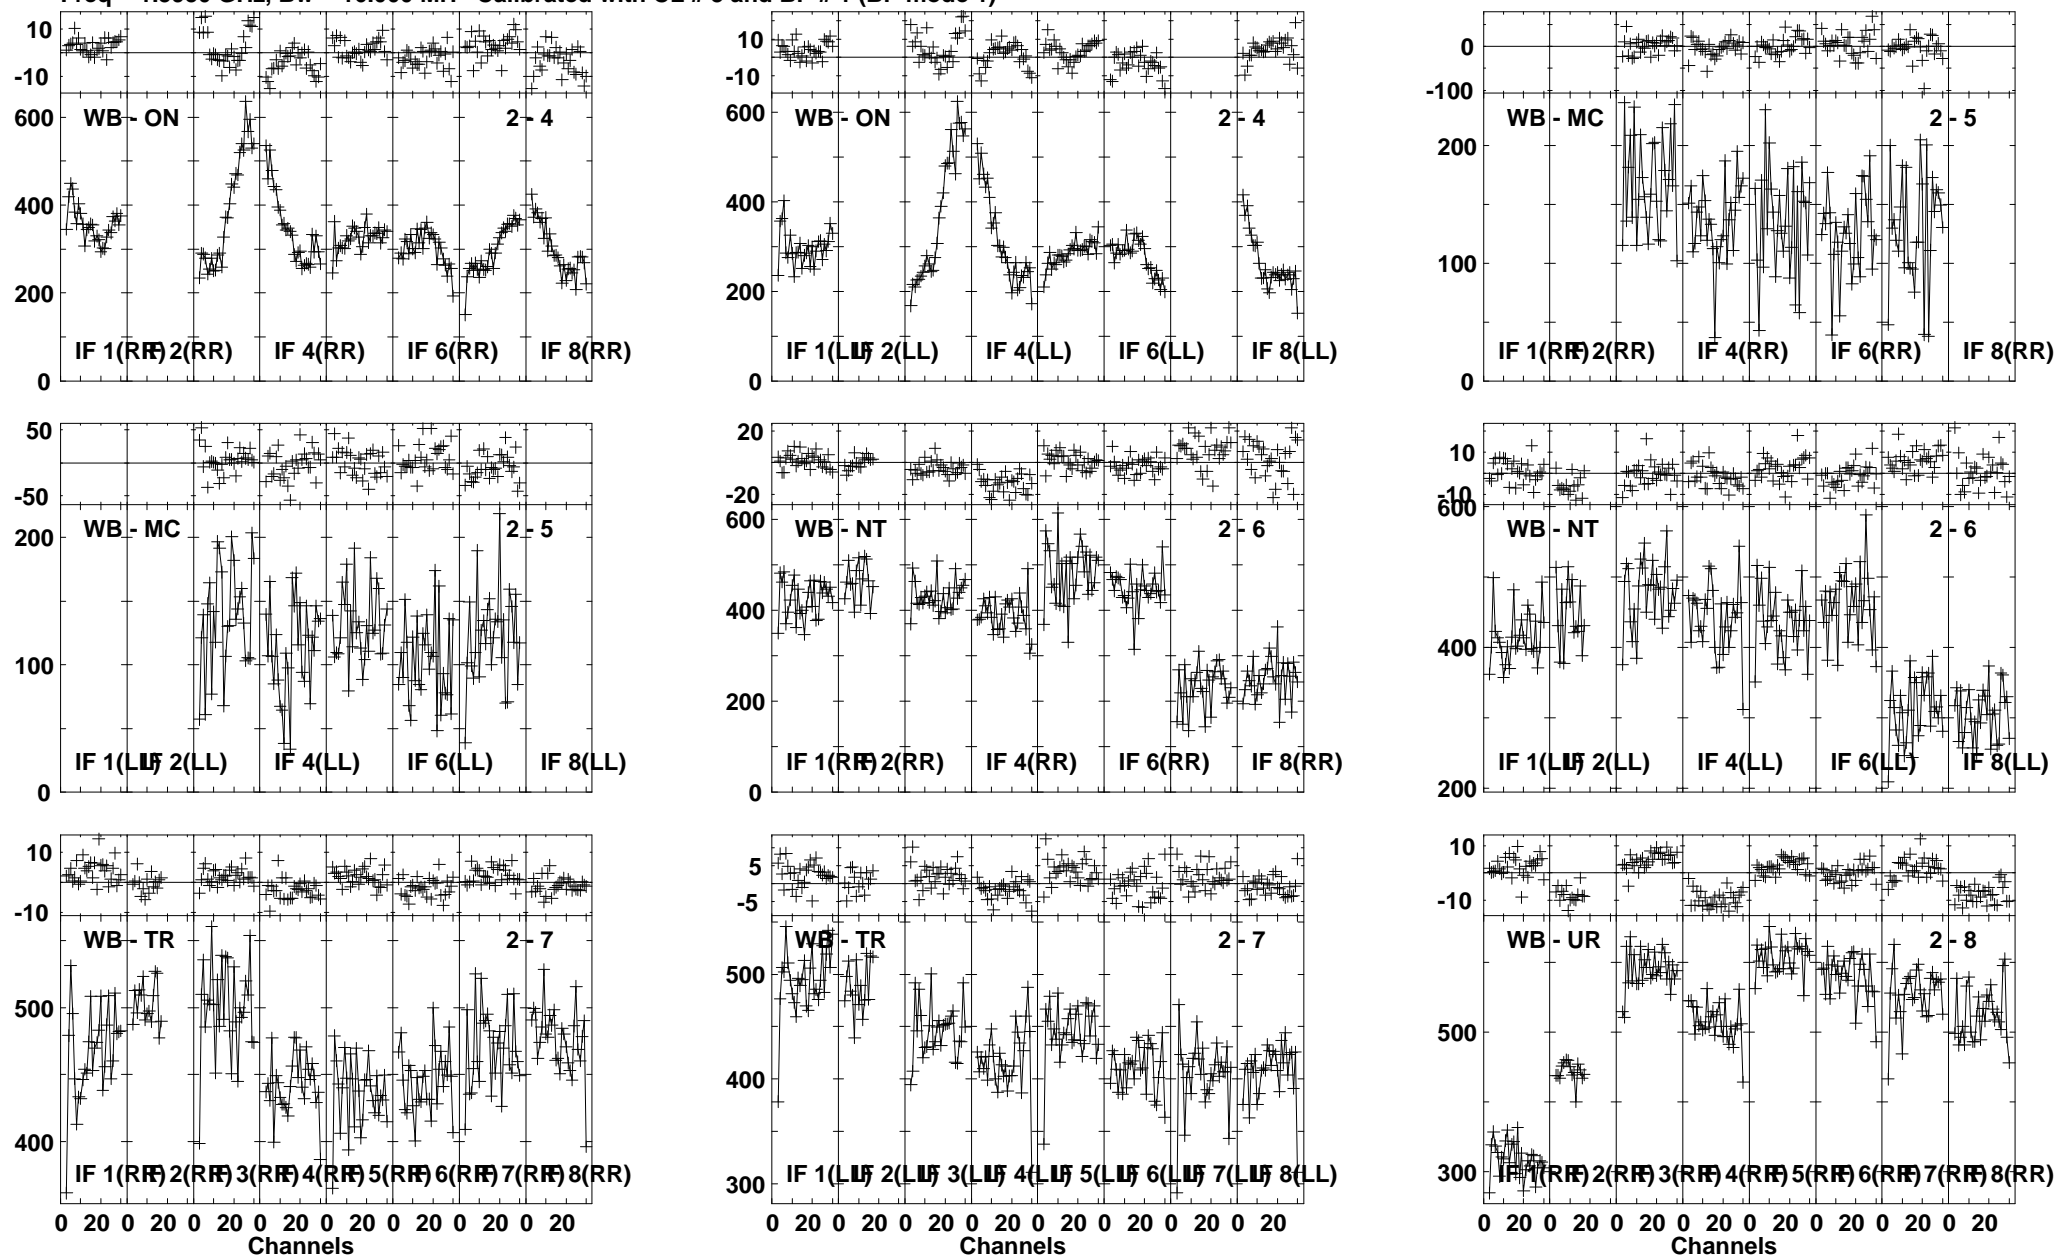 10
-10
600
400
200
0
WB - ON
2 - 4
IF 1(RR)
IF 2(RR)
IF 4(RR)
IF 6(RR)
IF 8(RR)
10
-10
600
400
200
0
WB - ON
2 - 4
IF 1(LL)
IF 2(LL)
IF 4(LL)
IF 6(LL)
IF 8(LL)
0
-100
200
100
0
WB - MC
2 - 5
IF 1(RR)
IF 2(RR)
IF 4(RR)
IF 6(RR)
IF 8(RR)
50
-50
200
100
0
WB - MC
2 - 5
IF 1(LL)
IF 2(LL)
IF 4(LL)
IF 6(LL)
IF 8(LL)
20
-20
600
400
200
0
WB - NT
2 - 6
IF 1(RR)
IF 2(RR)
IF 4(RR)
IF 6(RR)
IF 8(RR)
10
-10
600
400
200
WB - NT
2 - 6
IF 1(LL)
IF 2(LL)
IF 4(LL)
IF 6(LL)
IF 8(LL)
10
-10
500
400
WB - TR
2 - 7
IF 1(RR)
IF 2(RR)
IF 3(RR)
IF 4(RR)
IF 5(RR)
IF 6(RR)
IF 7(RR)
IF 8(RR)
0 20 0 20 0 20 0 20 0 20 0 20 0 20 0 20
Channels
5
-5
500
400
300
WB - TR
2 - 7
IF 1(LL)
IF 2(LL)
IF 3(LL)
IF 4(LL)
IF 5(LL)
IF 6(LL)
IF 7(LL)
IF 8(LL)
0 20 0 20 0 20 0 20 0 20 0 20 0 20 0 20
Channels
10
-10
500
300
WB - UR
2 - 8
IF 1(RR)
IF 2(RR)
IF 3(RR)
IF 4(RR)
IF 5(RR)
IF 6(RR)
IF 7(RR)
IF 8(RR)
0 20 0 20 0 20 0 20 0 20 0 20 0 20 0 20
Channels